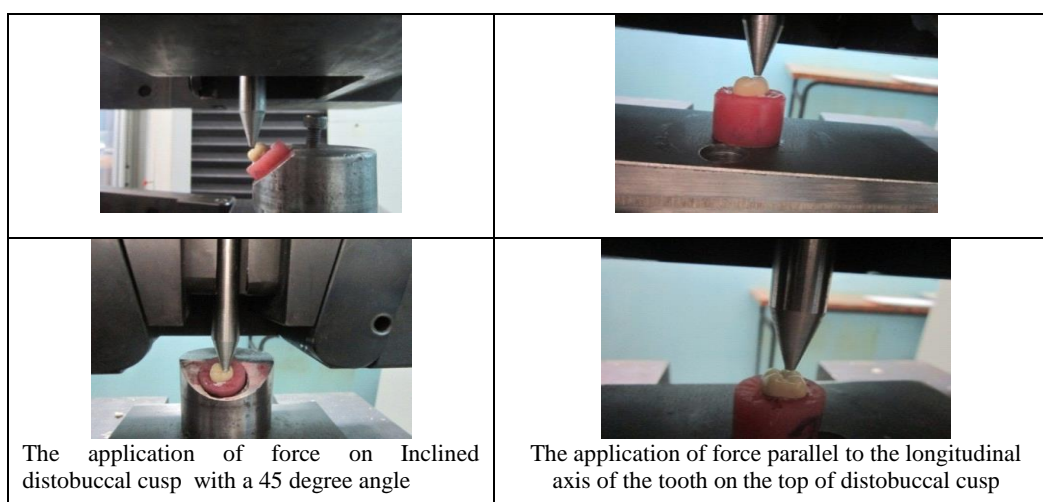 The application of force on Inclined
distobuccal cusp with a 45 degree angle
The application of force parallel to the longitudinal
axis of the tooth on the top of distobuccal cusp